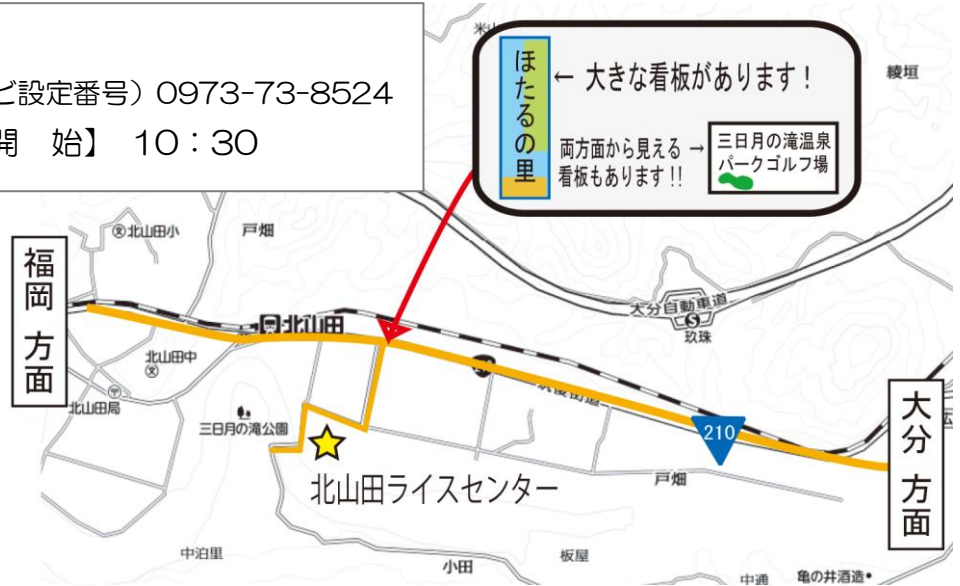 ビ設定番号）0973-73-8524
開　始】　10：30
米山
ほたるの里
← 大きな看板があります！
両方面から見える →
看板もあります!!
三日月の滝温泉
パークゴルフ場
綾垣
北山田小
戸畑
福岡 方面
大分自動車道
玖珠
北山田
北山田中
北山田局
三日月の滝公園
210
大分 方面
北山田ライスセンター
戸畑
中泊里
小田
板屋
中通
亀の井酒造